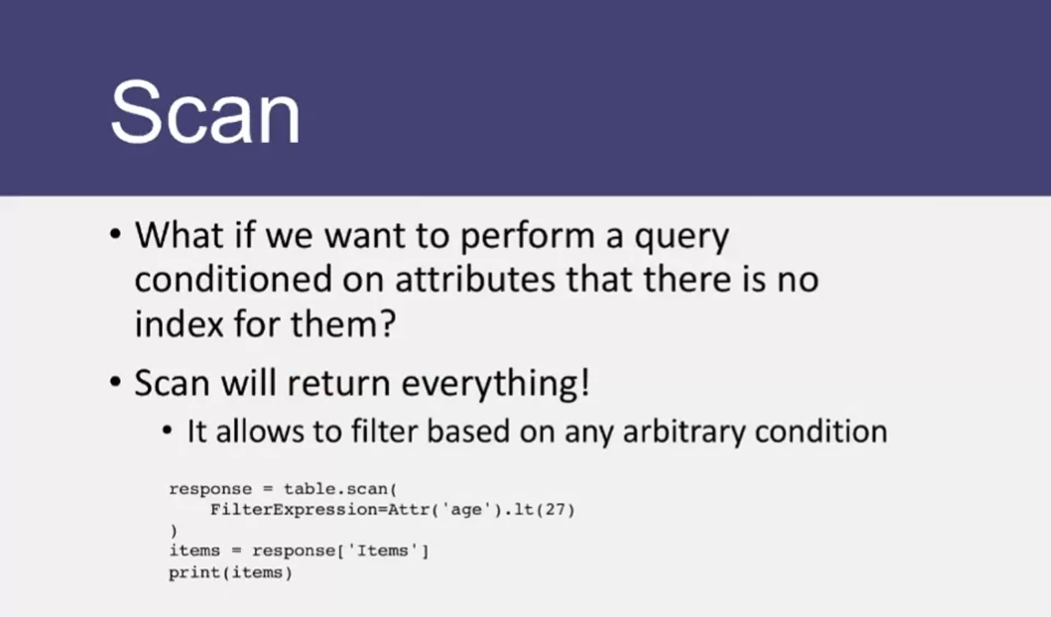 Scan
• What if we want to perform a query
conditioned on attributes that there is no
index for them?
• Scan will return everything!
• It allows to filter based on any arbitrary condition
response = table.scan(
    FilterExpression=Attr('age').lt(27)
)
items = response['Items']
print(items)